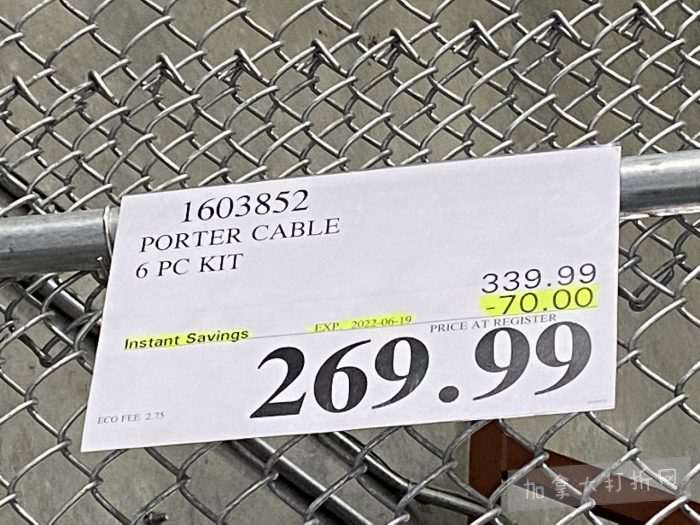 1603852
PORTER CABLE
6 PC KIT
339.99
-70.00
Instant Savings EXP. 2022-06-19 PRICE AT REGISTER
269.99
ECO FEE 2.75
加拿大打折网